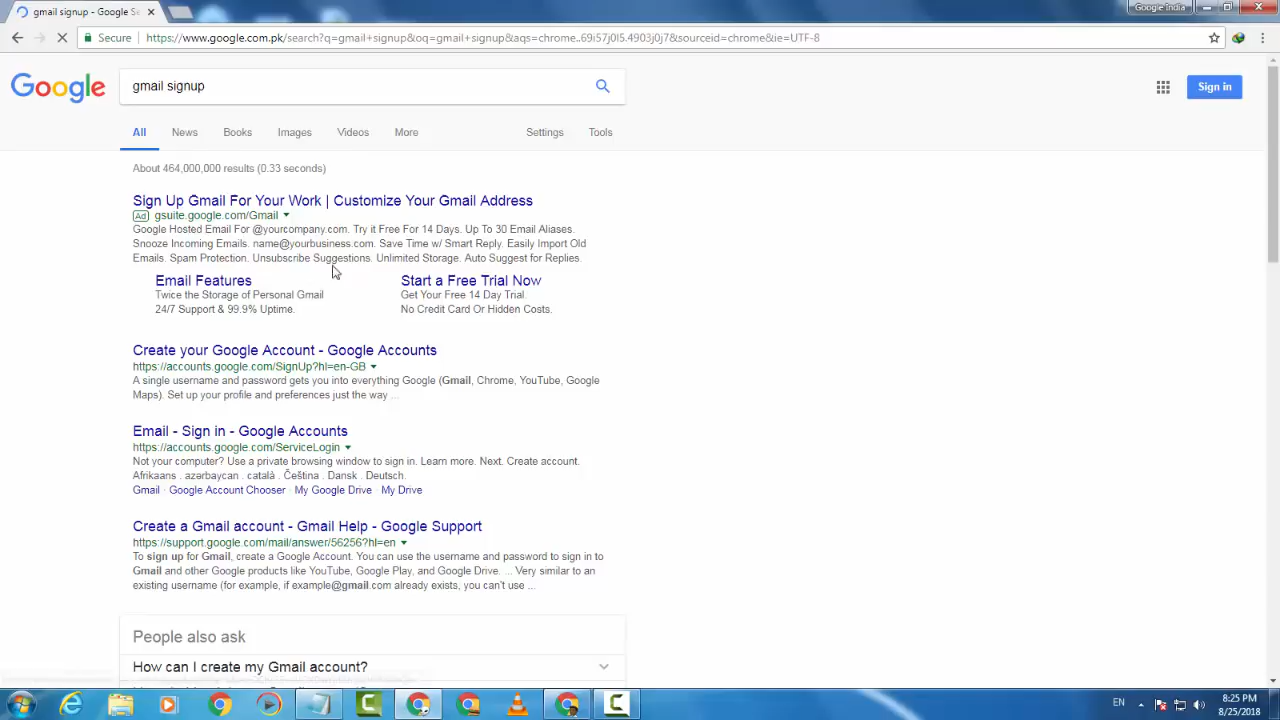 gmail signup - Google Se
Google India
Secure
https://www.google.com.pk/search?q=gmail+signup&oq=gmail+signup&aqs=chrome..69i57j0l5.4903j0j7&sourceid=chrome&ie=UTF-8
Google
gmail signup
Sign in
All News Books Images Videos More Settings Tools
About 464,000,000 results (0.33 seconds)
Sign Up Gmail For Your Work | Customize Your Gmail Address
Ad gsuite.google.com/Gmail
Google Hosted Email For @yourcompany.com. Try it Free For 14 Days. Up To 30 Email Aliases.
Snooze Incoming Emails. name@yourbusiness.com. Save Time w/ Smart Reply. Easily Import Old
Emails. Spam Protection. Unsubscribe Suggestions. Unlimited Storage. Auto Suggest for Replies.
Email Features
Twice the Storage of Personal Gmail
24/7 Support & 99.9% Uptime.
Start a Free Trial Now
Get Your Free 14 Day Trial.
No Credit Card Or Hidden Costs.
Create your Google Account - Google Accounts
https://accounts.google.com/SignUp?hl=en-GB
A single username and password gets you into everything Google (Gmail, Chrome, YouTube, Google
Maps). Set up your profile and preferences just the way ...
Email - Sign in - Google Accounts
https://accounts.google.com/ServiceLogin
Not your computer? Use a private browsing window to sign in. Learn more. Next. Create account.
Afrikaans . azərbaycan . català . Čeština . Dansk . Deutsch.
Gmail · Google Account Chooser · My Google Drive · My Drive
Create a Gmail account - Gmail Help - Google Support
https://support.google.com/mail/answer/56256?hl=en
To sign up for Gmail, create a Google Account. You can use the username and password to sign in to
Gmail and other Google products like YouTube, Google Play, and Google Drive. ... Very similar to an
existing username (for example, if example@gmail.com already exists, you can't use ...
People also ask
How can I create my Gmail account?
EN
8:25 PM
8/25/2018